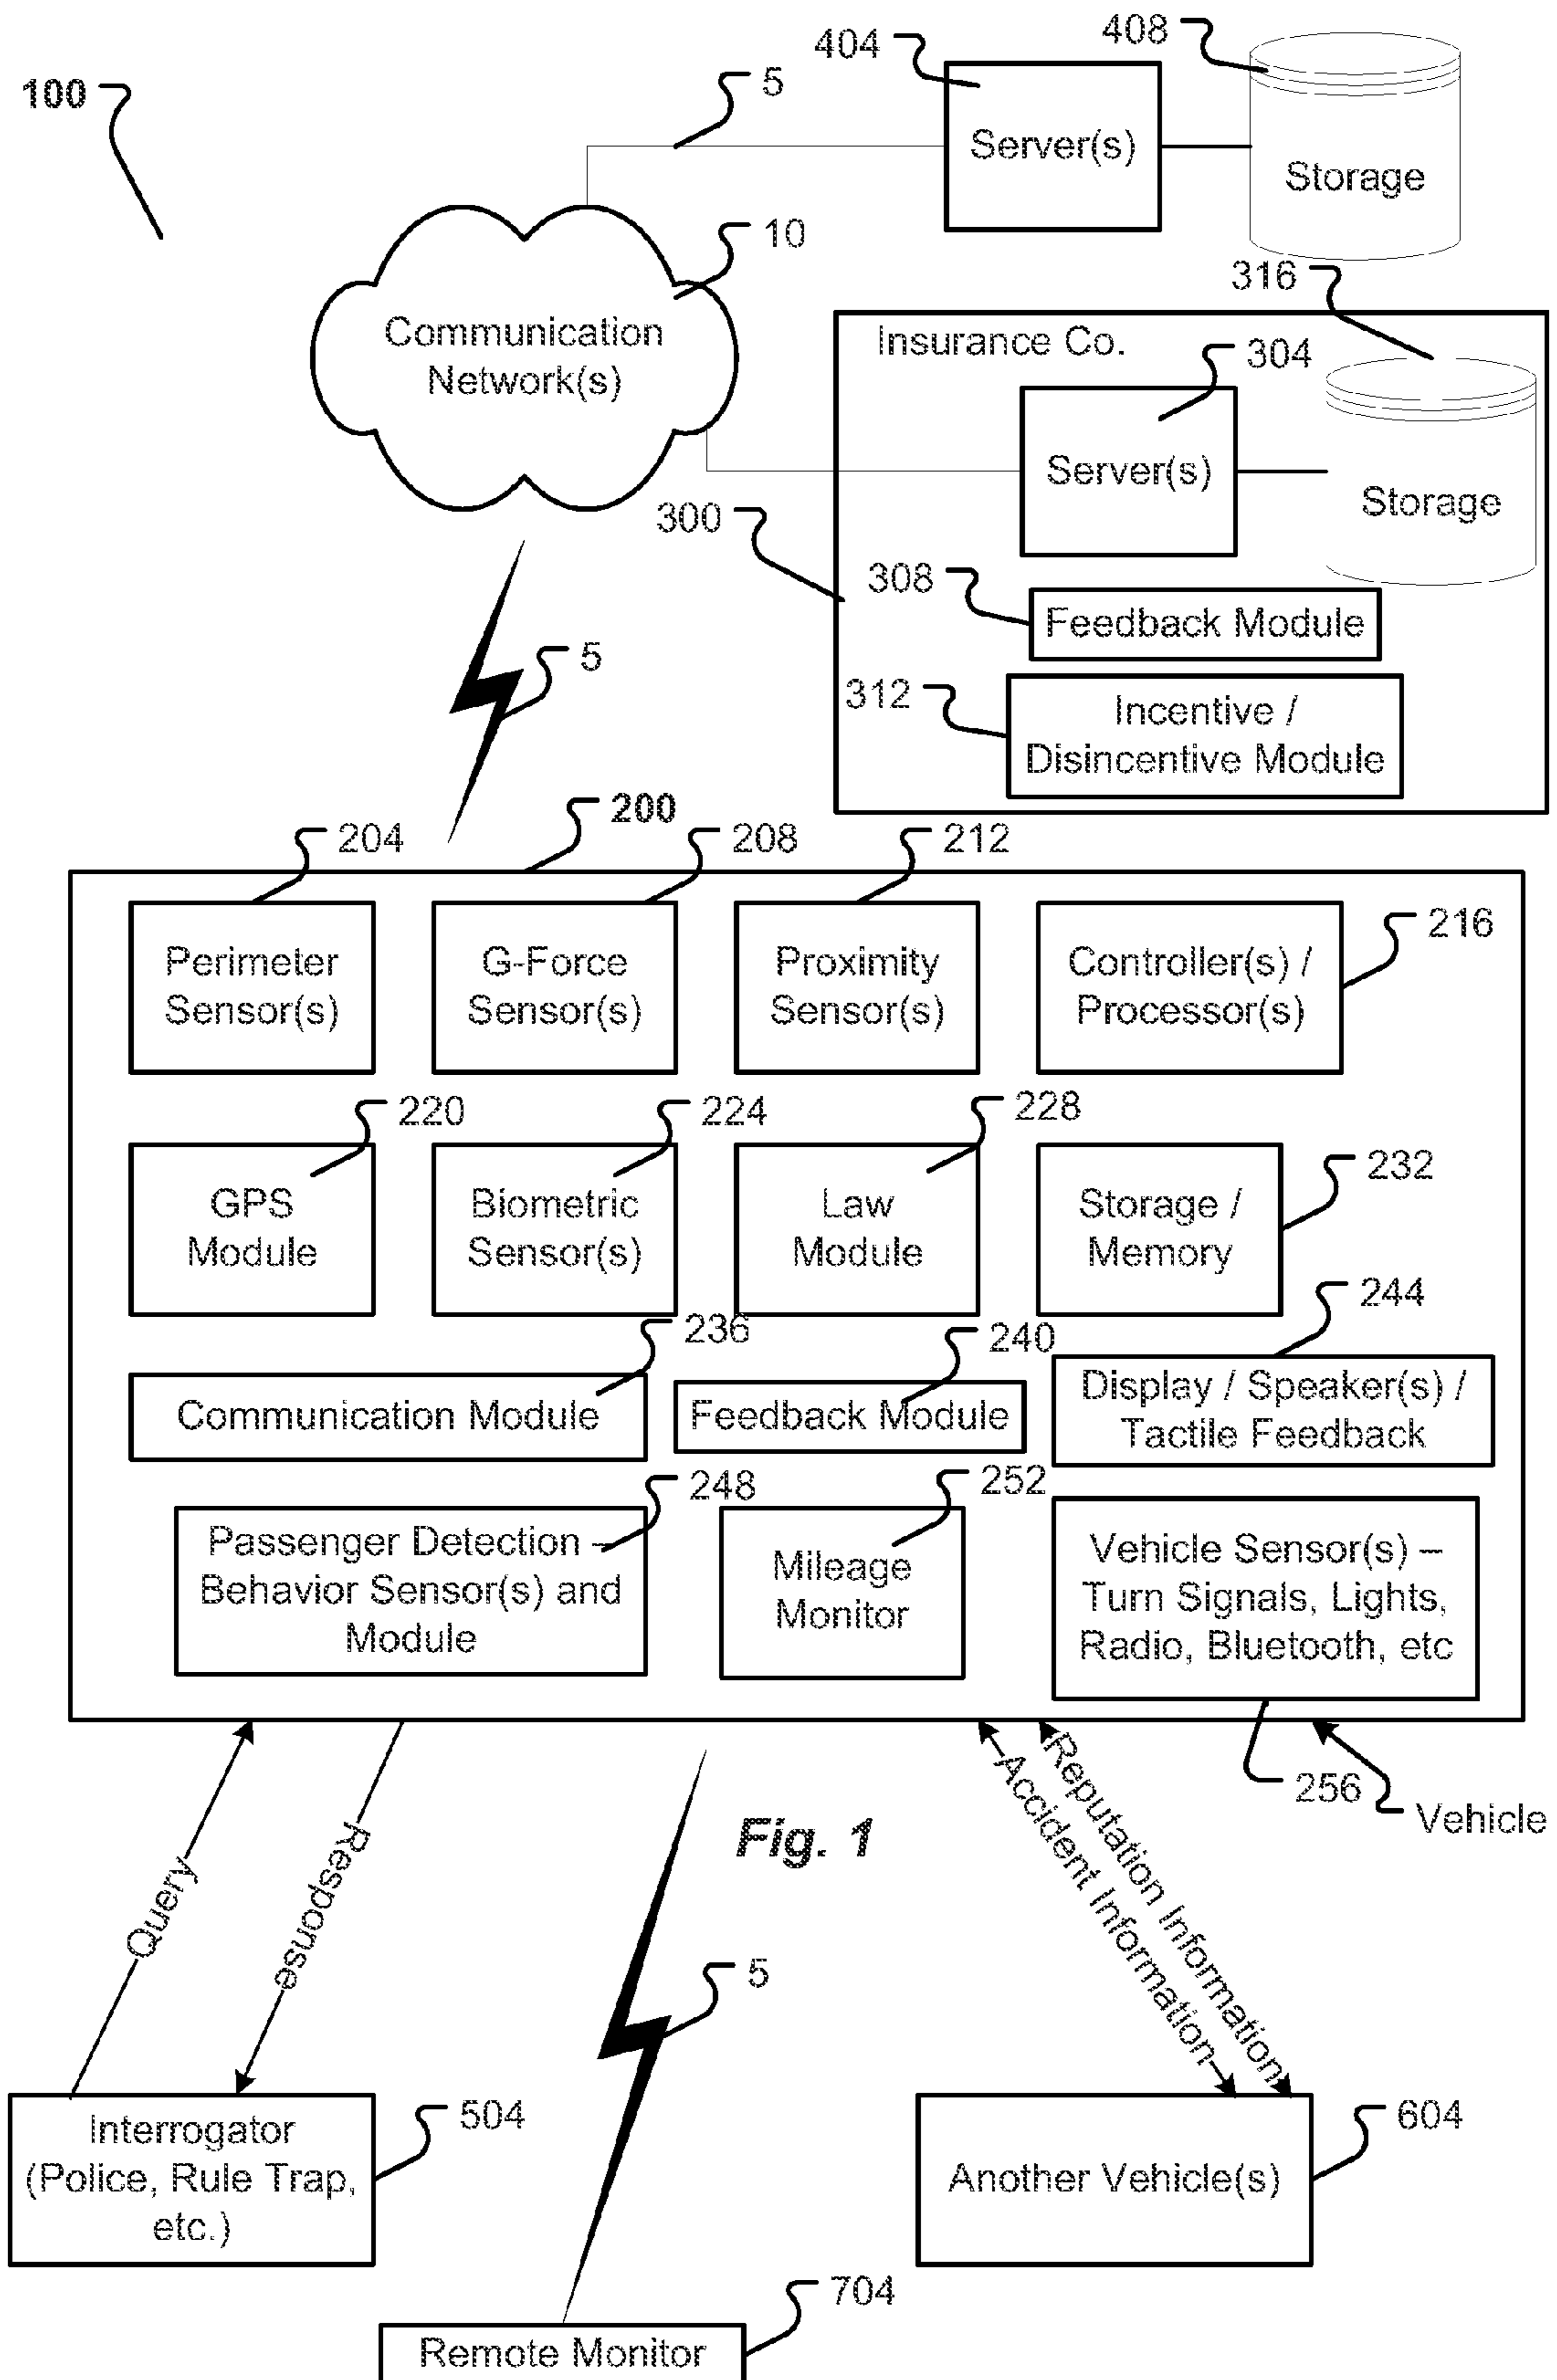 408
404
5
100
Server(s)
Storage
10
316
Communication
Network(s)
Insurance Co.
304
Server(s)
Storage
300
308
Feedback Module
5
312
Incentive /
Disincentive Module
200
204
208
212
216
Perimeter
Sensor(s)
G-Force
Sensor(s)
Proximity
Sensor(s)
Controller(s) /
Processor(s)
220
224
228
232
GPS
Module
Biometric
Sensor(s)
Law
Module
Storage /
Memory
236
240
244
Communication Module
Feedback Module
Display / Speaker(s) /
Tactile Feedback
248
252
Passenger Detection –
Behavior Sensor(s) and
Module
Mileage
Monitor
Vehicle Sensor(s) –
Turn Signals, Lights,
Radio, Bluetooth, etc
256
Vehicle
Query
Response
Fig. 1
Accident Information
Reputation Information
5
504
Interrogator
(Police, Rule Trap,
etc.)
604
Another Vehicle(s)
704
Remote Monitor